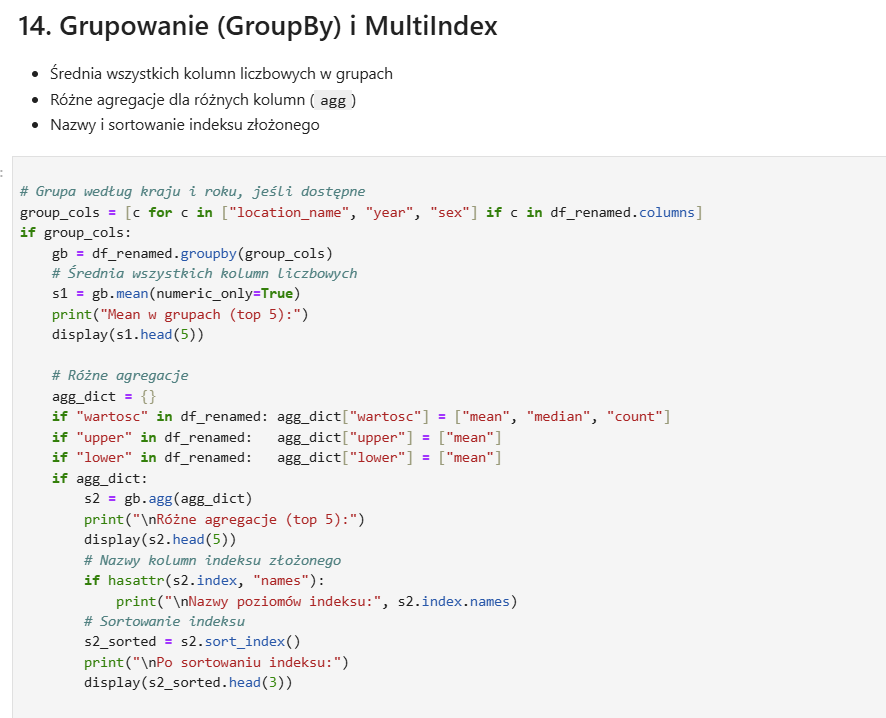 14. Grupowanie (GroupBy) i MultiIndex
• Średnia wszystkich kolumn liczbowych w grupach
• Różne agregacje dla różnych kolumn ( agg )
• Nazwy i sortowanie indeksu złożonego
:
# Grupa według kraju i roku, jeśli dostępne
group_cols = [c for c in ["location_name", "year", "sex"] if c in df_renamed.columns]
if group_cols:
    gb = df_renamed.groupby(group_cols)
    # Średnia wszystkich kolumn liczbowych
    s1 = gb.mean(numeric_only=True)
    print("Mean w grupach (top 5):")
    display(s1.head(5))

    # Różne agregacje
    agg_dict = {}
    if "wartosc" in df_renamed: agg_dict["wartosc"] = ["mean", "median", "count"]
    if "upper" in df_renamed:   agg_dict["upper"] = ["mean"]
    if "lower" in df_renamed:   agg_dict["lower"] = ["mean"]
    if agg_dict:
        s2 = gb.agg(agg_dict)
        print("\nRóżne agregacje (top 5):")
        display(s2.head(5))
        # Nazwy kolumn indeksu złożonego
        if hasattr(s2.index, "names"):
            print("\nNazwy poziomów indeksu:", s2.index.names)
        # Sortowanie indeksu
        s2_sorted = s2.sort_index()
        print("\nPo sortowaniu indeksu:")
        display(s2_sorted.head(3))